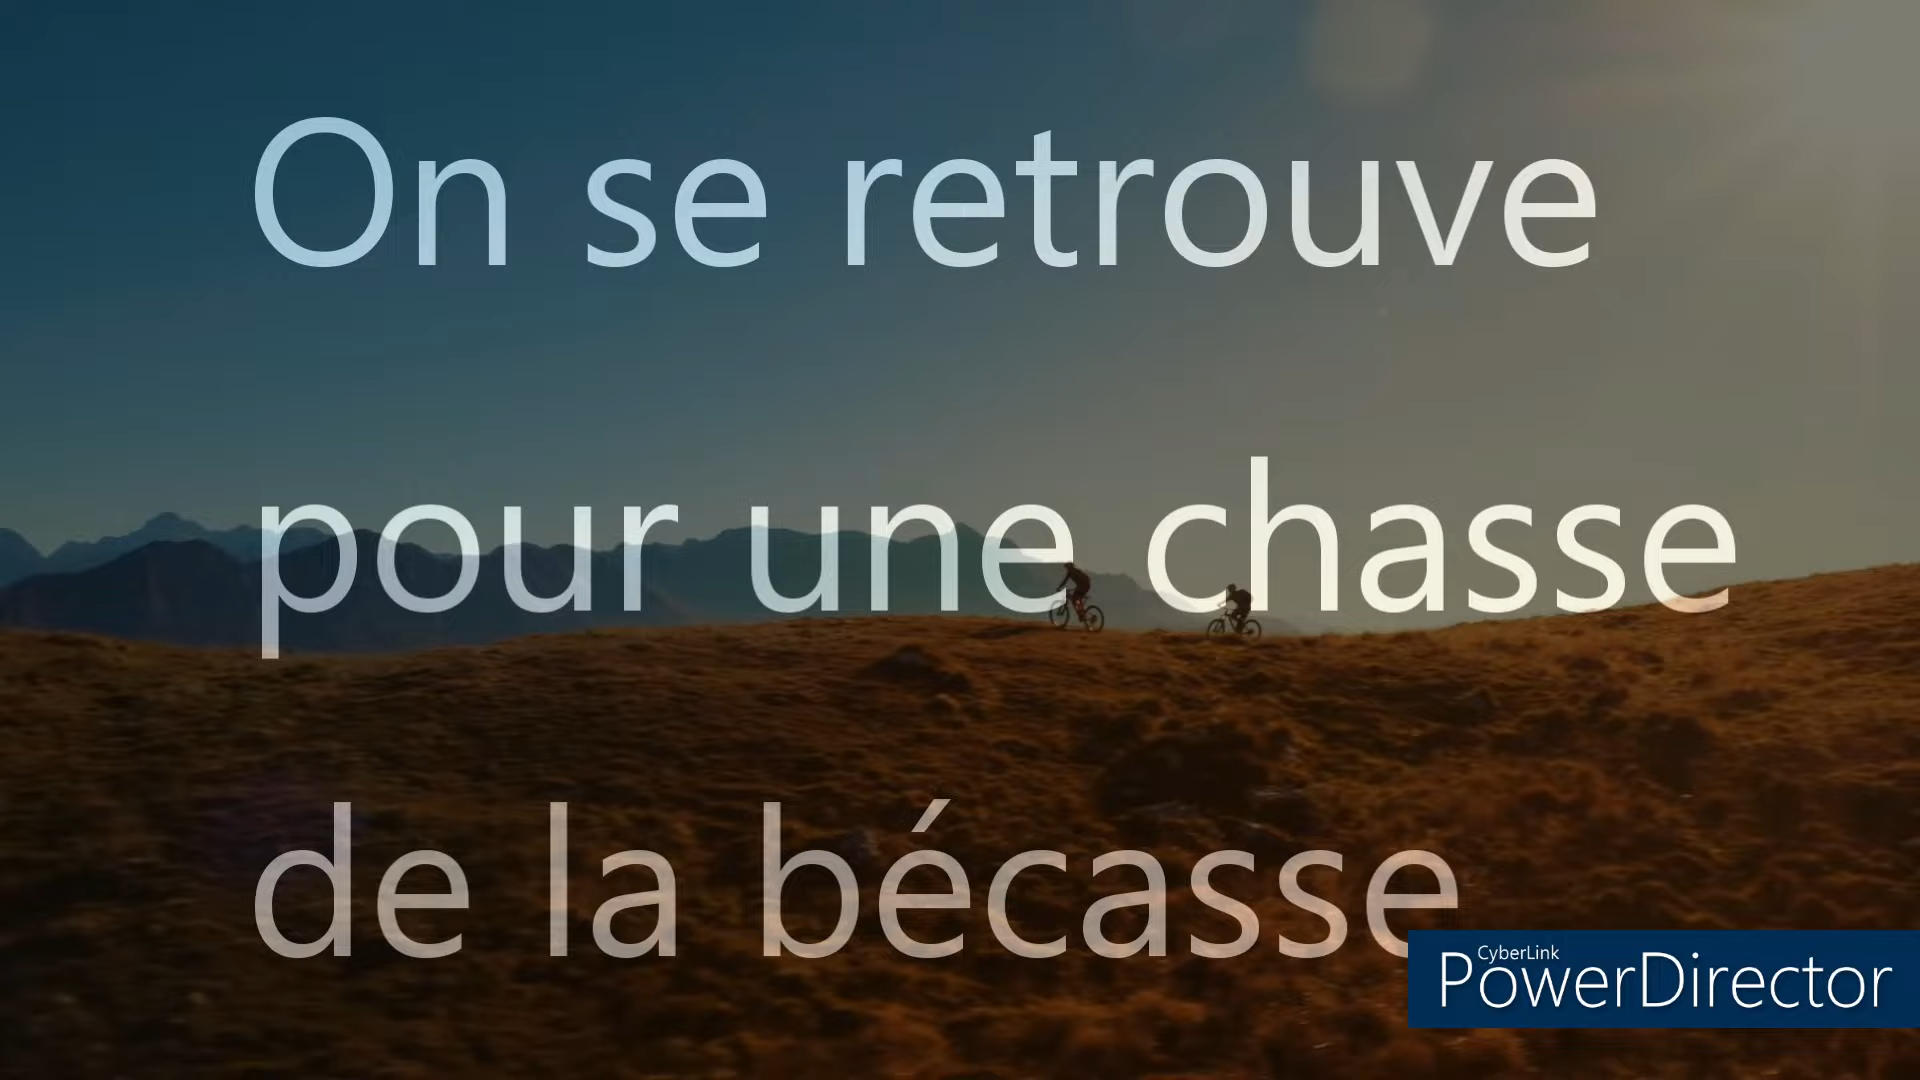 On se retrouve
pour une chasse
de la bécasse
CyberLink
PowerDirector